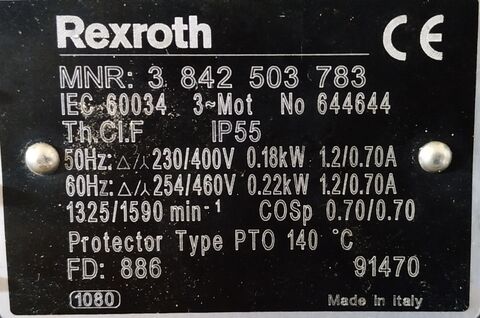 Rexroth CE
MNR: 3 842 503 783
IEC 60034 3~Mot No 644644
Th.Cl.F IP55
50Hz: △/⅄ 230/400V 0.18kW 1.2/0.70A
60Hz: △/⅄ 254/460V 0.22kW 1.2/0.70A
1325/1590 min⁻¹ COSp 0.70/0.70
Protector Type PTO 140 °C
FD: 886 91470
1080 Made in Italy